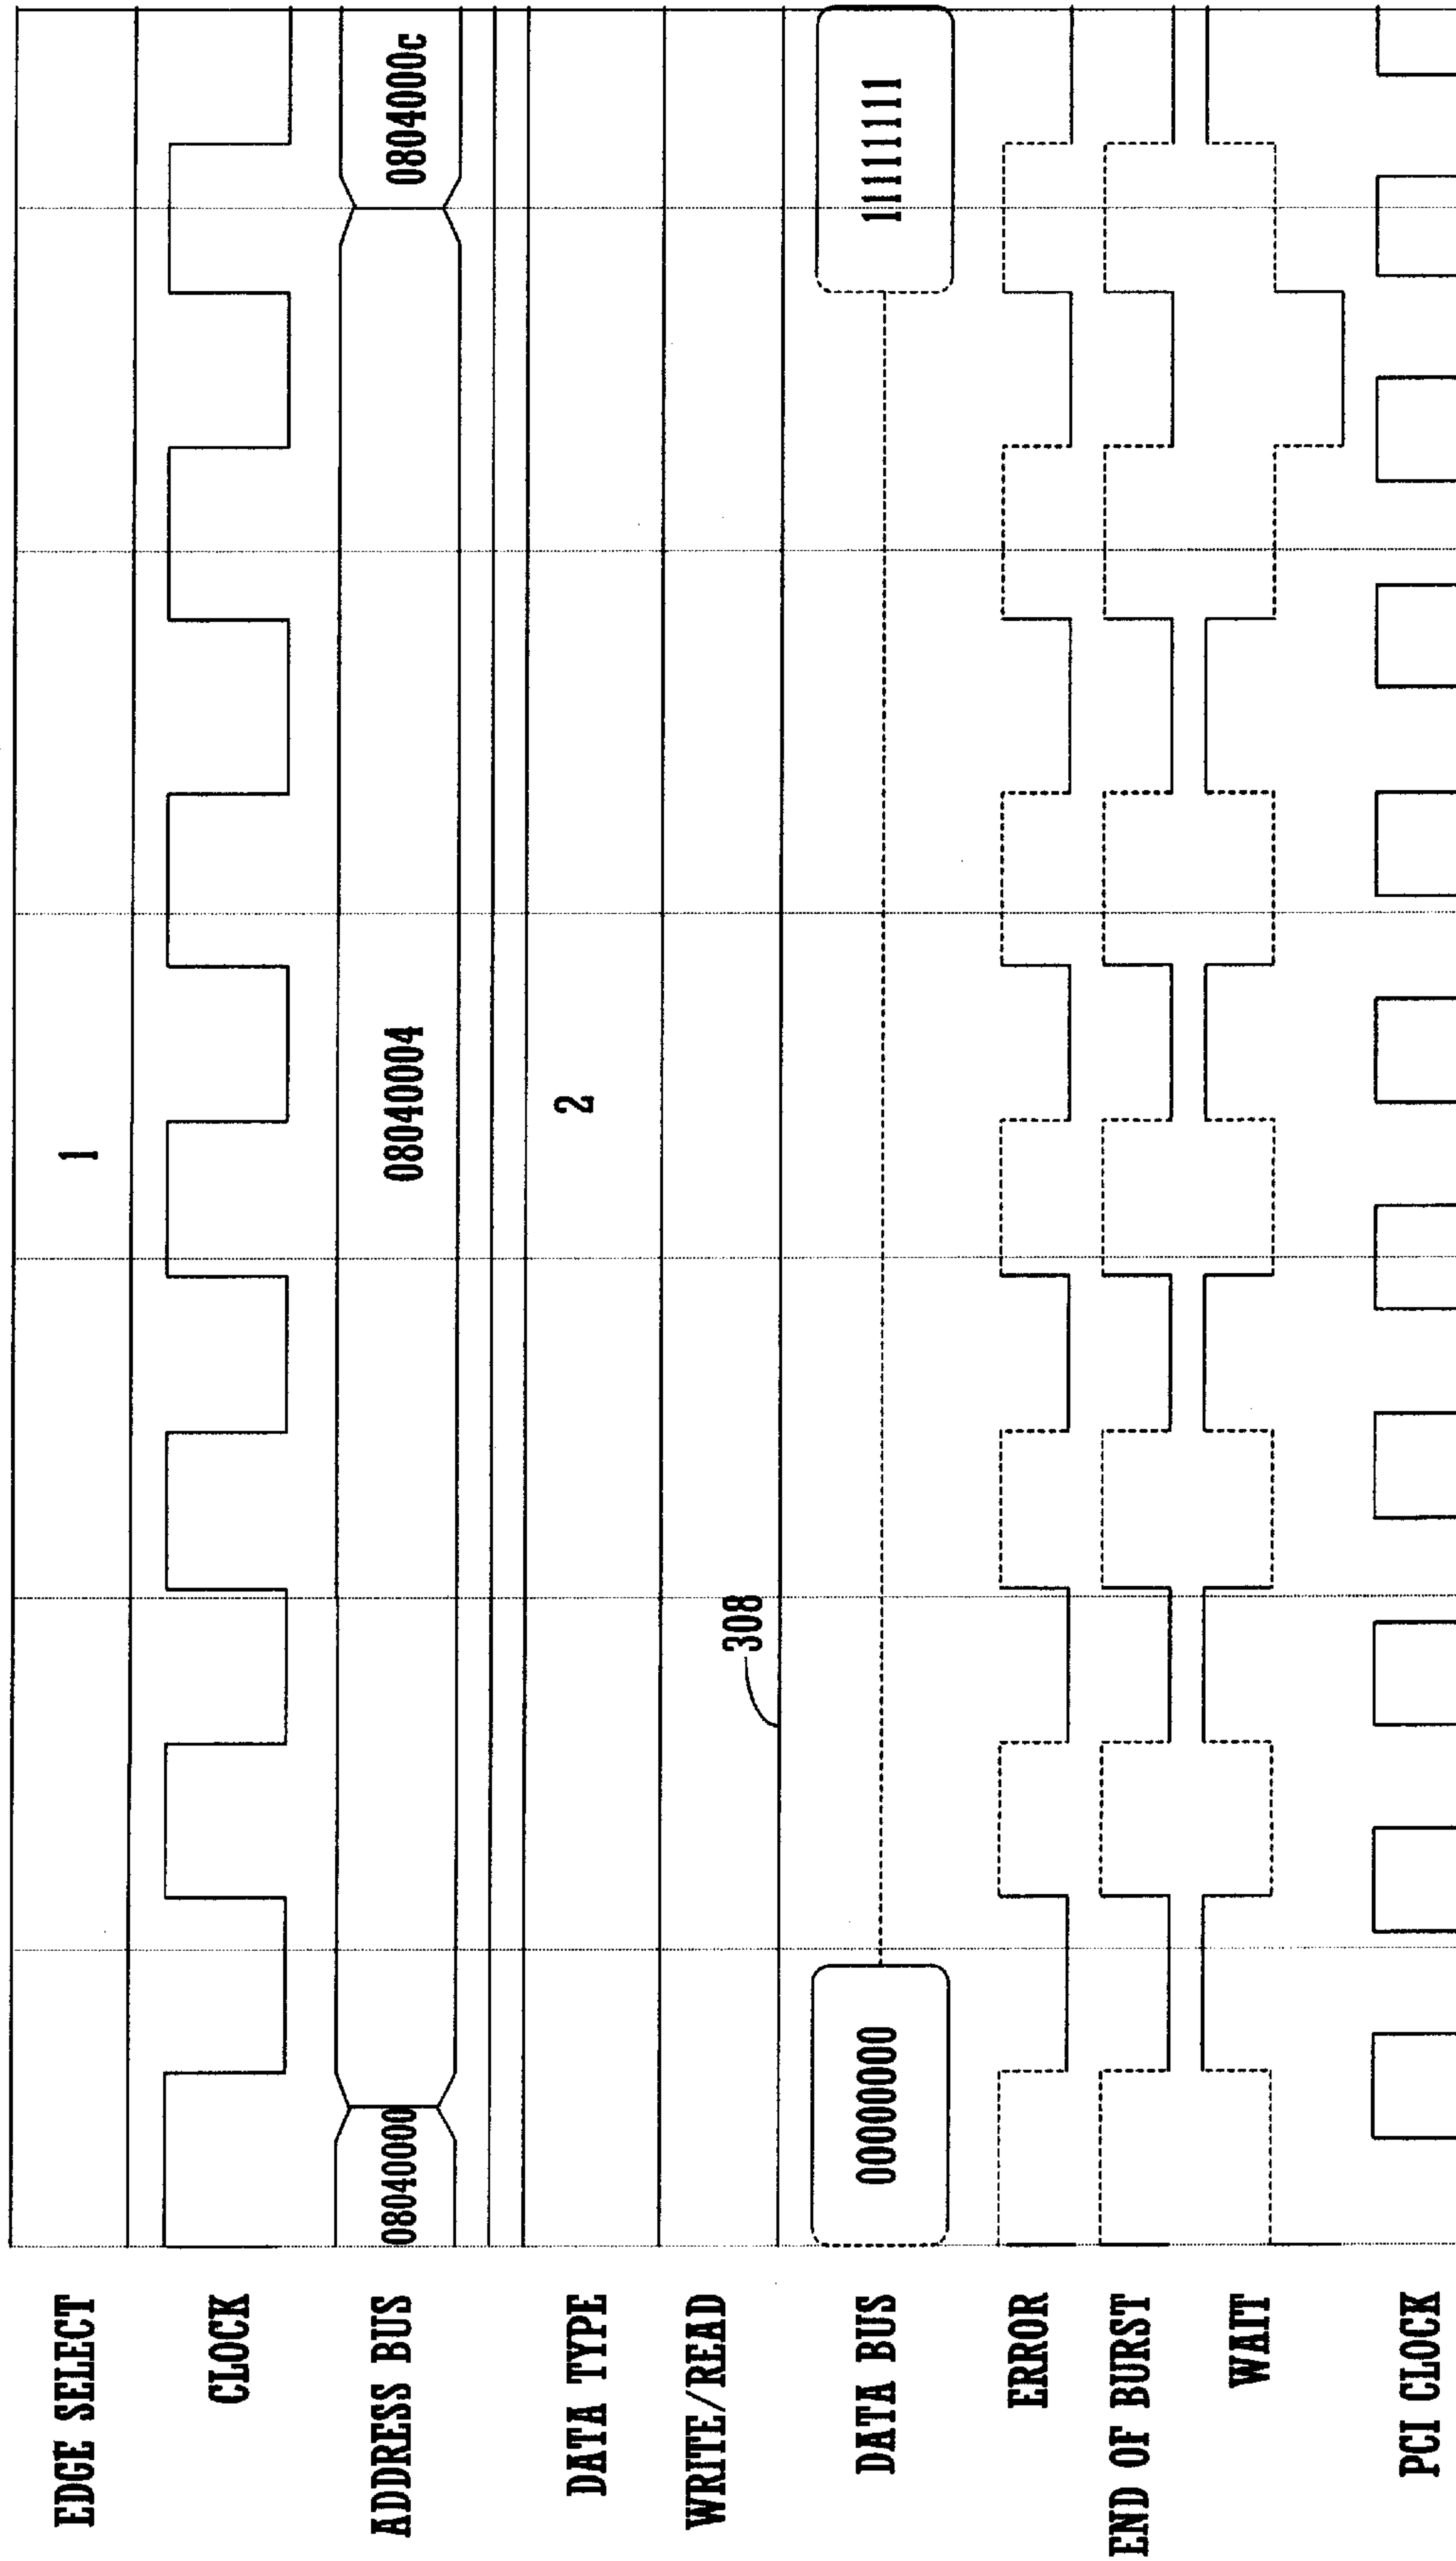 EDGE SELECT
1
CLOCK
ADDRESS BUS
08040000
08040004
0804000c
DATA TYPE
2
WRITE/READ
308
DATA BUS
00000000
11111111
ERROR
END OF BURST
WAIT
PCI CLOCK